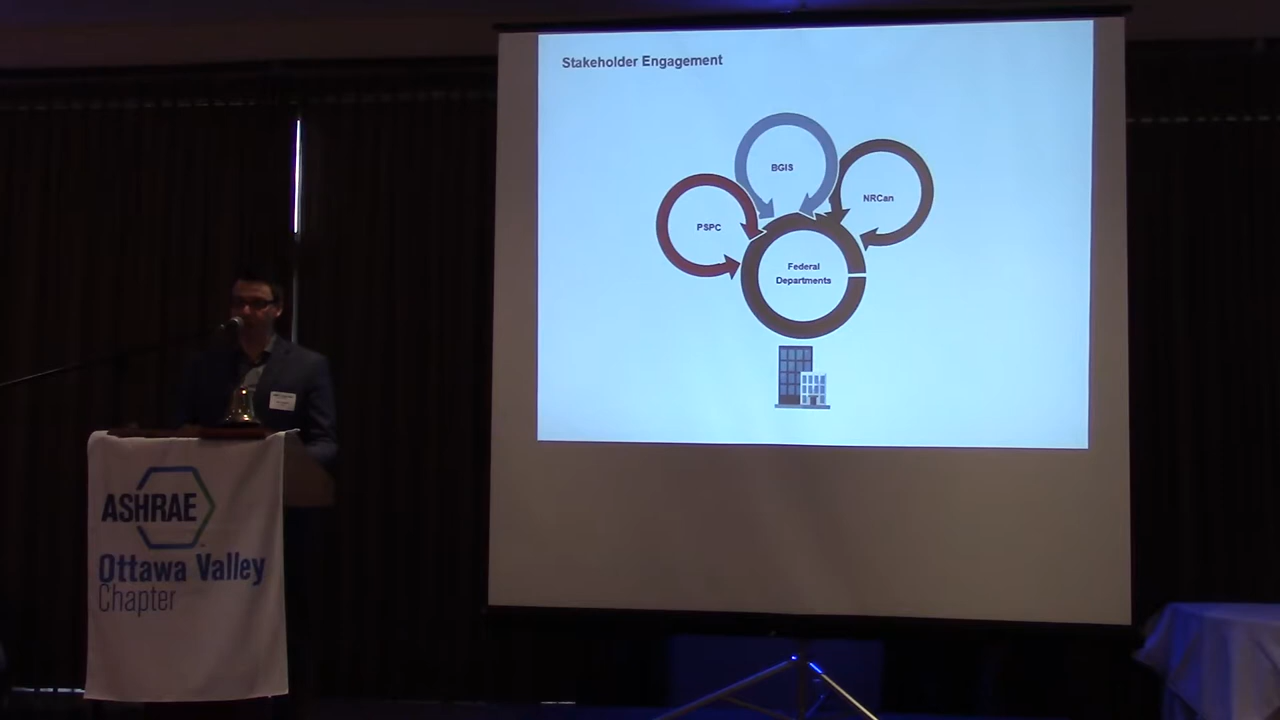 Stakeholder Engagement
BGIS
NRCan
PSPC
Federal
Departments
ASHRAE
Ottawa Valley
Chapter